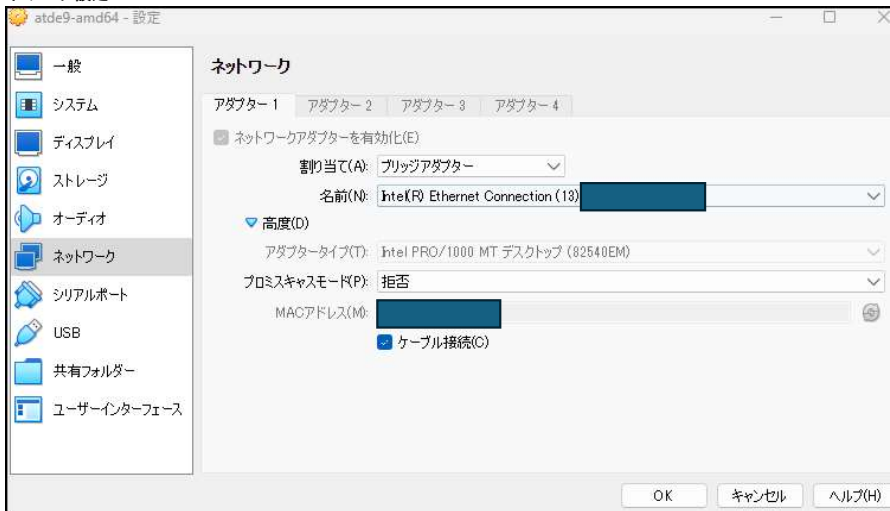 atde9-amd64 - 設定
一般
システム
ディスプレイ
ストレージ
オーディオ
ネットワーク
シリアルポート
USB
共有フォルダー
ユーザーインターフェース
ネットワーク
アダプター 1 アダプター 2 アダプター 3 アダプター 4
ネットワークアダプターを有効化(E)
割り当て(A): ブリッジアダプター
名前(N): Intel(R) Ethernet Connection (13)
高度(D)
アダプタータイプ(T): Intel PRO/1000 MT デスクトップ (82540EM)
プロミスキャスモード(P): 拒否
MACアドレス(M):
ケーブル接続(C)
OK キャンセル ヘルプ(H)